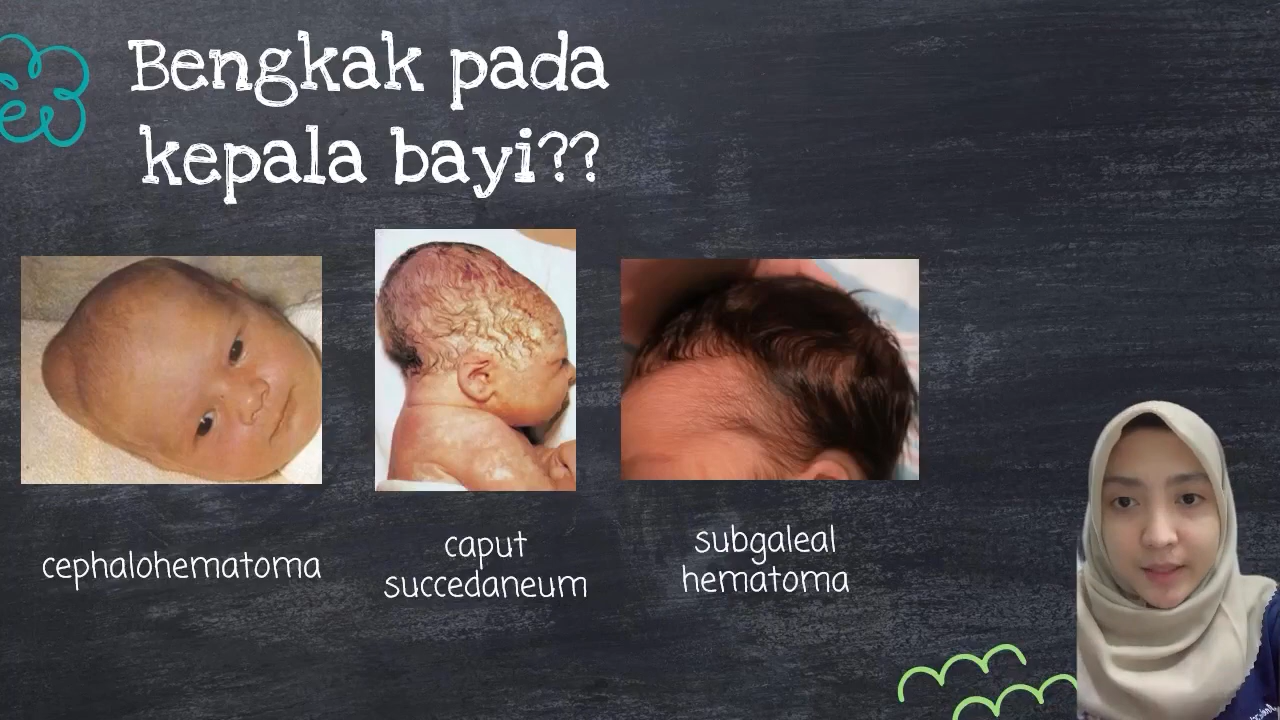 Bengkak pada
kepala bayi??
cephalohematoma
caput
succedaneum
subgaleal
hematoma